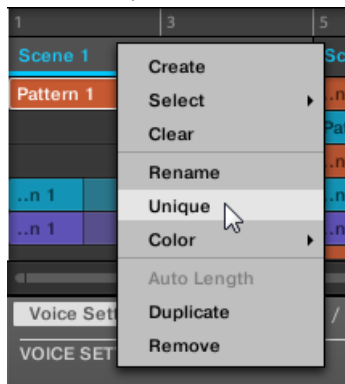 1 3 5
Scene 1 Sc
Create
Pattern 1 ..n
Select
Clear Pa
Rename ..n
..n 1 Unique ..n
..n 1 Color ..n
Auto Length
Voice Sett Duplicate /
VOICE SET Remove